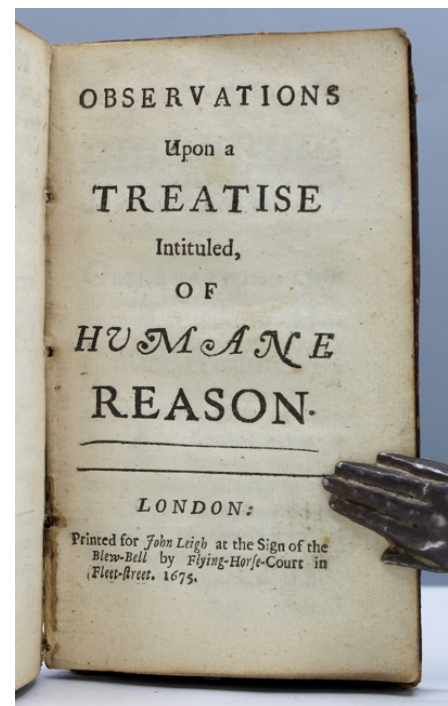 OBSERVATIONS
Upon a
TREATISE
Intituled,
OF
HUMANE
REASON.
LONDON:
Printed for John Leigh at the Sign of the
Blew-Bell by Flying-Horſe-Court in
Fleet-ſtreet. 1675.